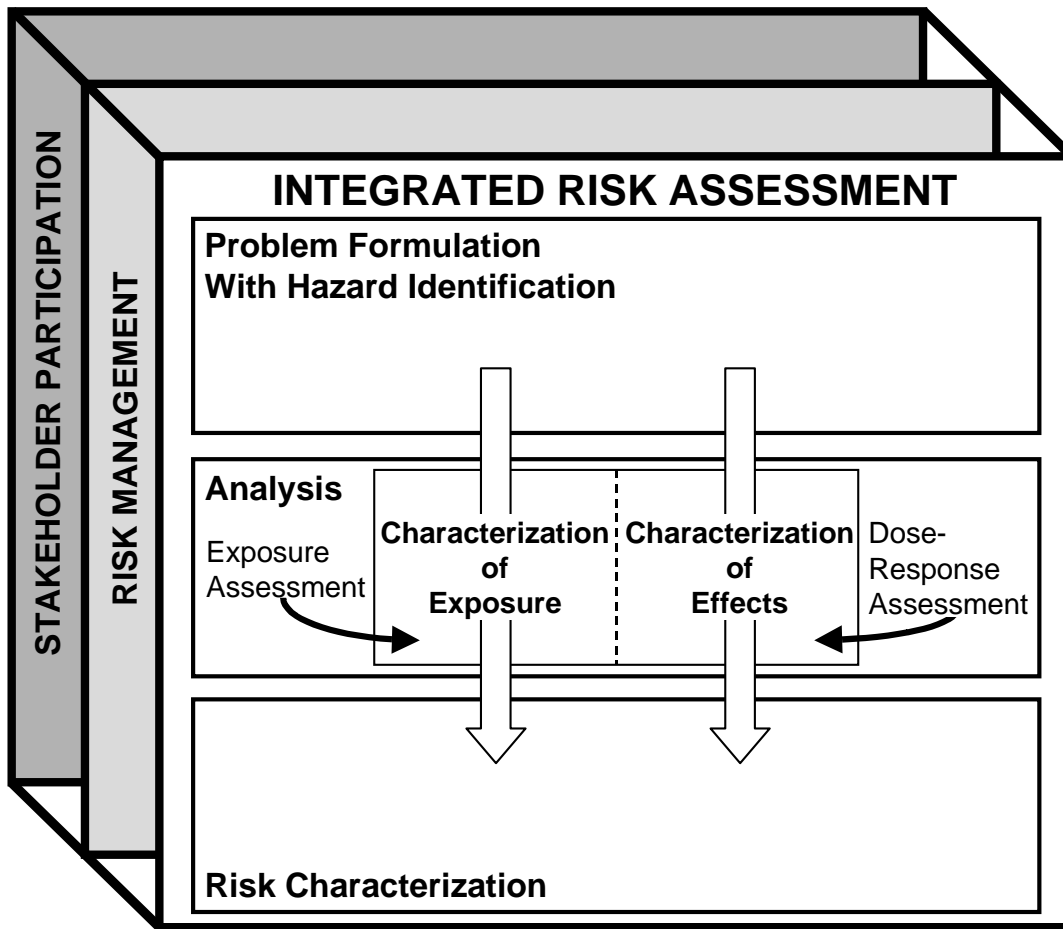 STAKEHOLDER PARTICIPATION
RISK MANAGEMENT
INTEGRATED RISK ASSESSMENT
Problem Formulation
With Hazard Identification
Analysis
Exposure
Assessment
Characterization
of
Exposure
Characterization
of
Effects
Dose-
Response
Assessment
Risk Characterization